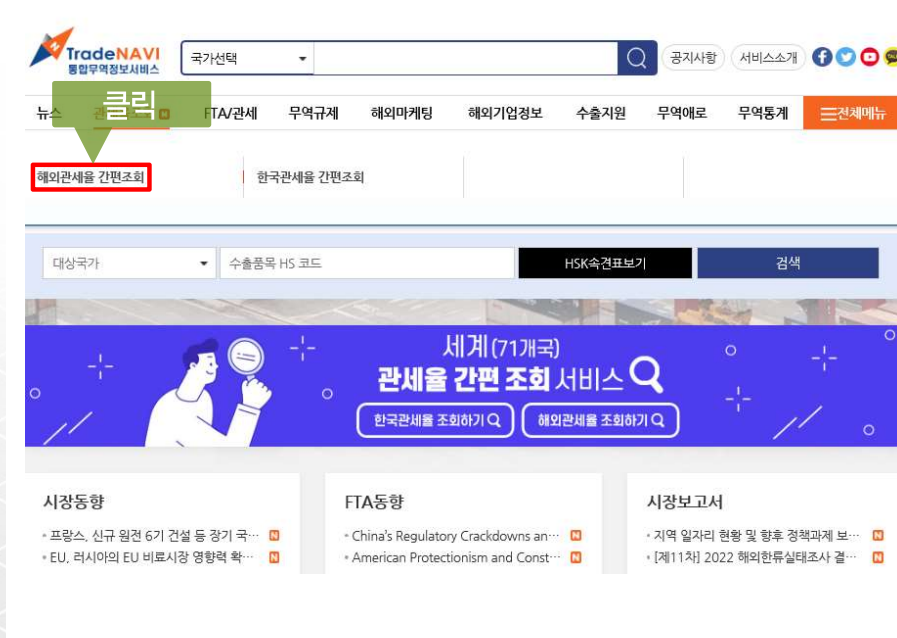 TradeNAVI
통합무역정보서비스
국가선택
공지사항
서비스소개
클릭
뉴스
FTA/관세
무역규제
해외마케팅
해외기업정보
수출지원
무역애로
무역통계
전체메뉴
해외관세율 간편조회
한국관세율 간편조회
대상국가
수출품목 HS 코드
HSK속견표보기
검색
세계(71개국)
관세율 간편 조회 서비스
한국관세율 조회하기
해외관세율 조회하기
시장동향
• 프랑스, 신규 원전 6기 건설 등 장기 국… N
• EU, 러시아의 EU 비료시장 영향력 확… N
FTA동향
• China's Regulatory Crackdowns an… N
• American Protectionism and Const… N
시장보고서
• 지역 일자리 현황 및 향후 정책과제 보… N
• [제11차] 2022 해외한류실태조사 결… N